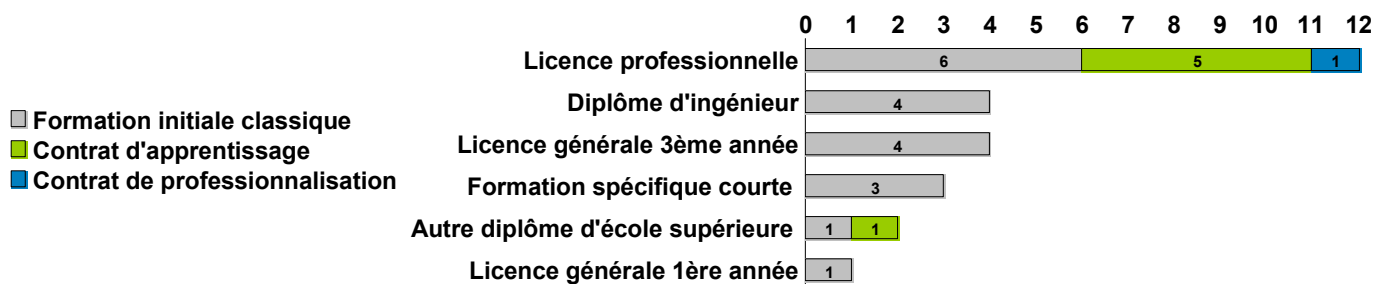 0 1 2 3 4 5 6 7 8 9 10 11 12
Licence professionnelle 6 5 1
Diplôme d'ingénieur 4
Licence générale 3ème année 4
Formation spécifique courte 3
Autre diplôme d'école supérieure 1 1
Licence générale 1ère année 1
Formation initiale classique
Contrat d'apprentissage
Contrat de professionnalisation